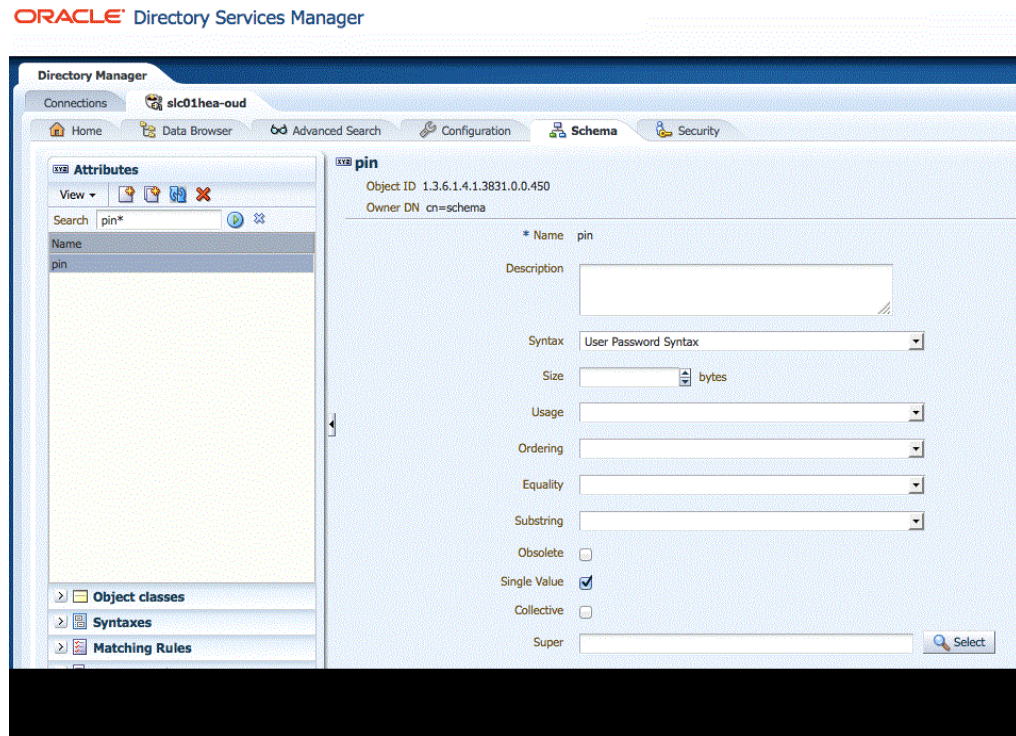 ORACLE Directory Services Manager
Directory Manager
Connections slc01hea-oud
Home Data Browser Advanced Search Configuration Schema Security
Attributes
View
Search pin*
Name
pin
Object classes
Syntaxes
Matching Rules
pin
Object ID 1.3.6.1.4.1.3831.0.0.450
Owner DN cn=schema
* Name pin
Description
Syntax User Password Syntax
Size bytes
Usage
Ordering
Equality
Substring
Obsolete
Single Value
Collective
Super Select